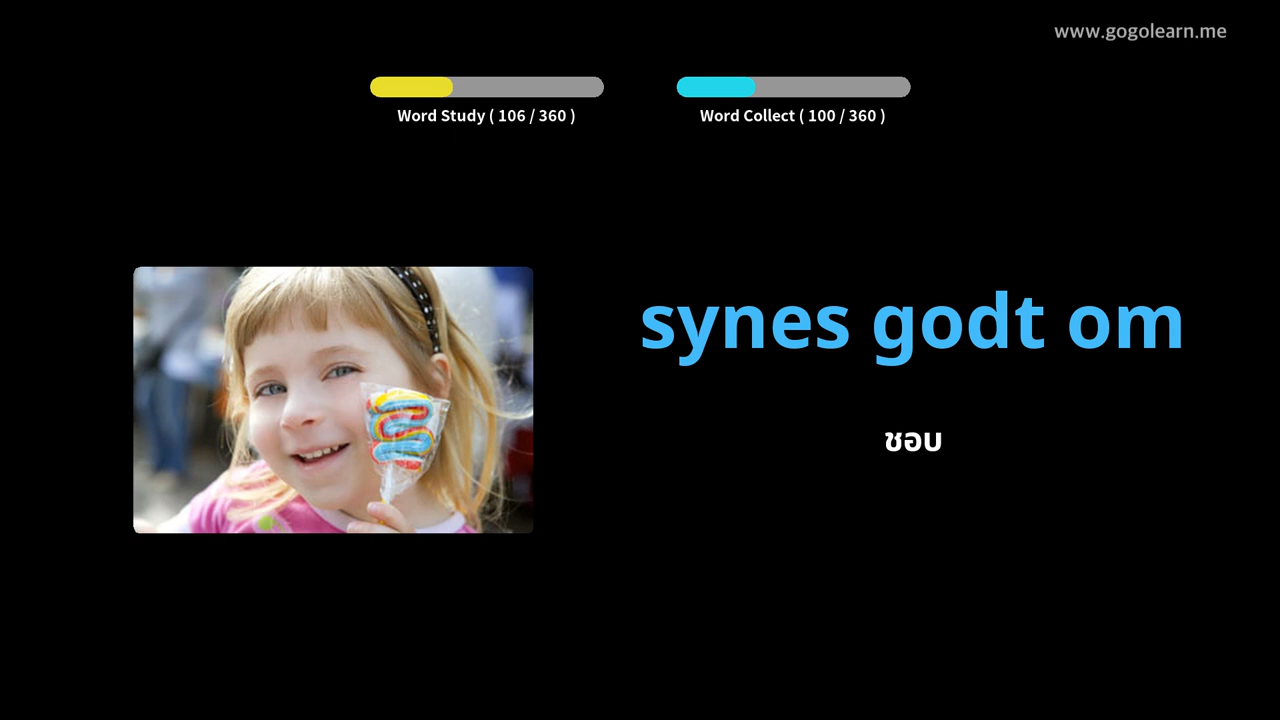 www.gogolearn.me
Word Study ( 106 / 360 )
Word Collect ( 100 / 360 )
synes godt om
ชอบ